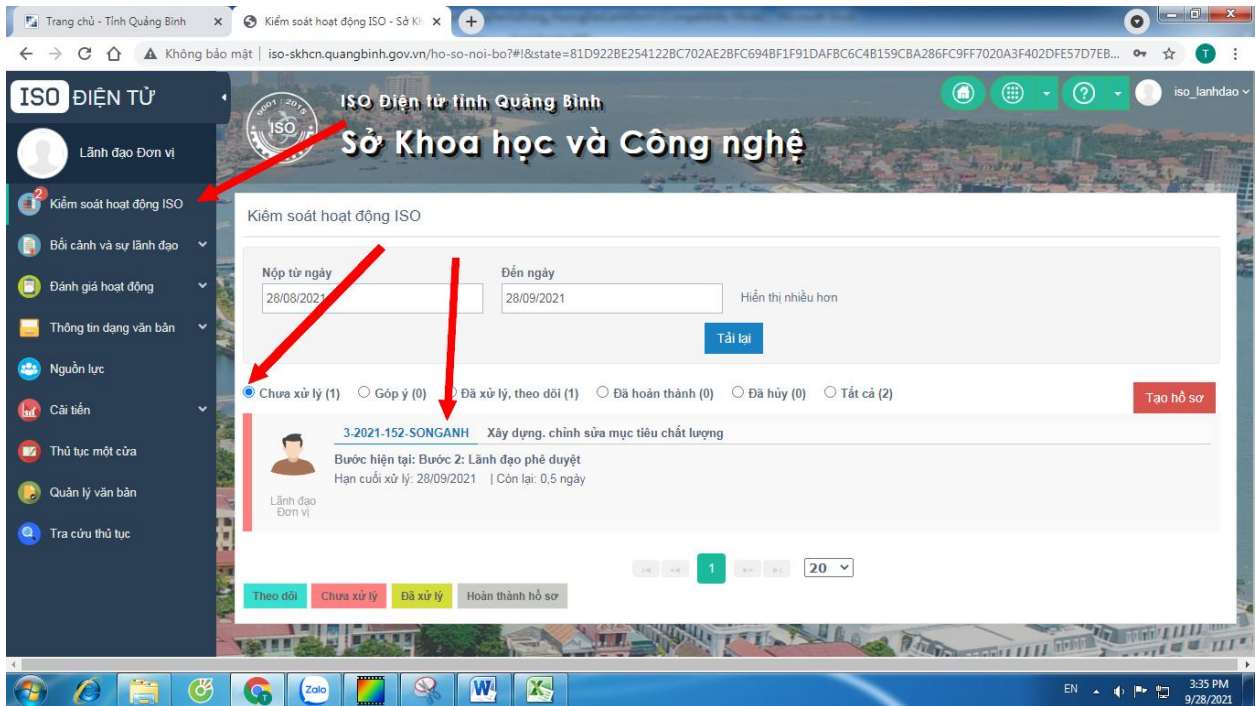 Trang chủ - Tỉnh Quảng Bình
Kiểm soát hoạt động ISO - Sở Kh
Không bảo mật | iso-skhcn.quangbinh.gov.vn/ho-so-noi-bo?#!&state=81D922BE254122BC702AE2BFC694BF1F91DAFBC6C4B159CBA286FC9FF7020A3F402DFE57D7EB...
T
ISO ĐIỆN TỬ
9001 : 2015
ISO
ISO Điện tử tỉnh Quảng Bình
Sở Khoa học và Công nghệ
iso_lanhdao
Lãnh đạo Đơn vị
2
Kiểm soát hoạt động ISO
Bối cảnh và sự lãnh đạo
Đánh giá hoạt động
Thông tin dạng văn bản
Nguồn lực
Cải tiến
Thủ tục một cửa
Quản lý văn bản
Tra cứu thủ tục
Kiểm soát hoạt động ISO
Nộp từ ngày
Đến ngày
28/08/2021
28/09/2021
Hiển thị nhiều hơn
Tải lại
Chưa xử lý (1)
Góp ý (0)
Đã xử lý, theo dõi (1)
Đã hoàn thành (0)
Đã hủy (0)
Tất cả (2)
Tạo hồ sơ
3-2021-152-SONGANH Xây dựng. chỉnh sửa mục tiêu chất lượng
Bước hiện tại: Bước 2: Lãnh đạo phê duyệt
Hạn cuối xử lý: 28/09/2021 | Còn lại: 0,5 ngày
Lãnh đạo
Đơn vị
1
20
Theo dõi
Chưa xử lý
Đã xử lý
Hoàn thành hồ sơ
Zalo
EN
3:35 PM
9/28/2021